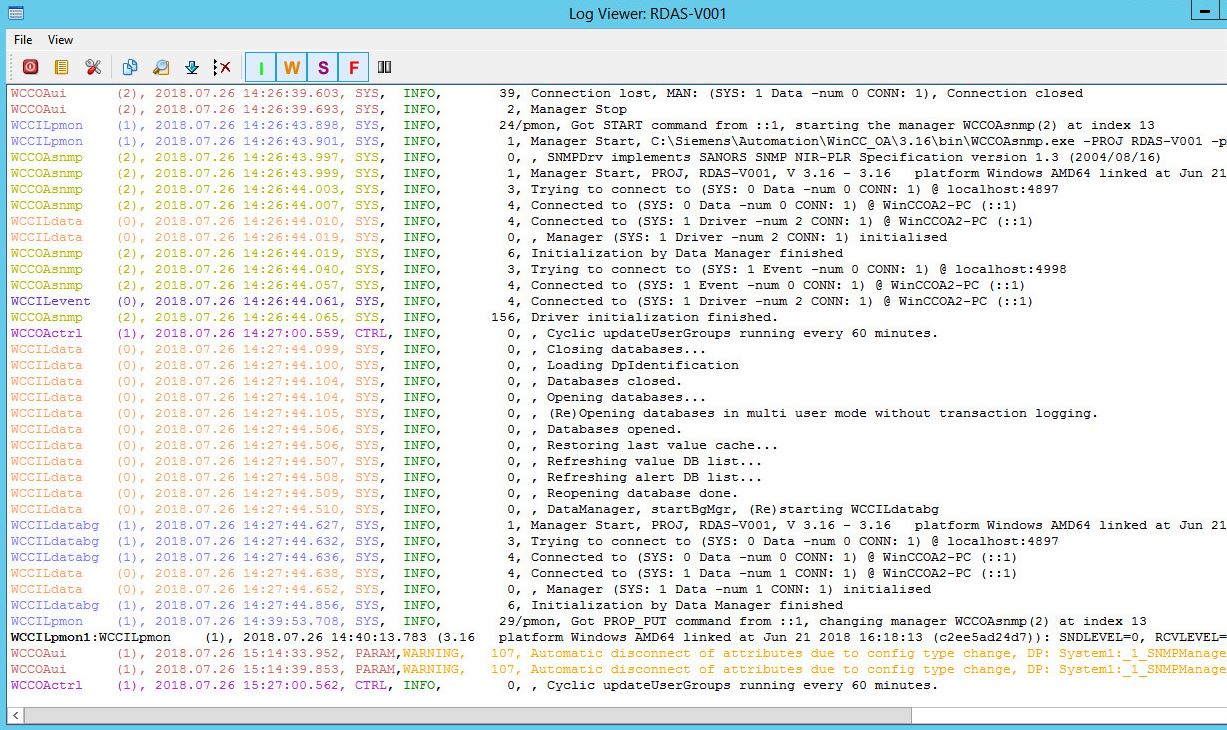 Log Viewer: RDAS-V001
File View
I W S F
WCCOAui (2), 2018.07.26 14:26:39.603, SYS, INFO, 39, Connection lost, MAN: (SYS: 1 Data -num 0 CONN: 1), Connection closed
WCCOAui (2), 2018.07.26 14:26:39.693, SYS, INFO, 2, Manager Stop
WCCILpmon (1), 2018.07.26 14:26:43.898, SYS, INFO, 24/pmon, Got START command from ::1, starting the manager WCCOAsnmp(2) at index 13
WCCILpmon (1), 2018.07.26 14:26:43.901, SYS, INFO, 1, Manager Start, C:\Siemens\Automation\WinCC_OA\3.16\bin\WCCOAsnmp.exe -PROJ RDAS-V001 -p
WCCOAsnmp (2), 2018.07.26 14:26:43.997, SYS, INFO, 0, , SNMPDrv implements SANORS SNMP NIR-PLR Specification version 1.3 (2004/08/16)
WCCOAsnmp (2), 2018.07.26 14:26:43.999, SYS, INFO, 1, Manager Start, PROJ, RDAS-V001, V 3.16 - 3.16 platform Windows AMD64 linked at Jun 21
WCCOAsnmp (2), 2018.07.26 14:26:44.003, SYS, INFO, 3, Trying to connect to (SYS: 0 Data -num 0 CONN: 1) @ localhost:4897
WCCOAsnmp (2), 2018.07.26 14:26:44.007, SYS, INFO, 4, Connected to (SYS: 0 Data -num 0 CONN: 1) @ WinCCOA2-PC (::1)
WCCILdata (0), 2018.07.26 14:26:44.010, SYS, INFO, 4, Connected to (SYS: 1 Driver -num 2 CONN: 1) @ WinCCOA2-PC (::1)
WCCILdata (0), 2018.07.26 14:26:44.019, SYS, INFO, 0, , Manager (SYS: 1 Driver -num 2 CONN: 1) initialised
WCCOAsnmp (2), 2018.07.26 14:26:44.019, SYS, INFO, 6, Initialization by Data Manager finished
WCCOAsnmp (2), 2018.07.26 14:26:44.040, SYS, INFO, 3, Trying to connect to (SYS: 1 Event -num 0 CONN: 1) @ localhost:4998
WCCOAsnmp (2), 2018.07.26 14:26:44.057, SYS, INFO, 4, Connected to (SYS: 1 Event -num 0 CONN: 1) @ WinCCOA2-PC (::1)
WCCILevent (0), 2018.07.26 14:26:44.061, SYS, INFO, 4, Connected to (SYS: 1 Driver -num 2 CONN: 1) @ WinCCOA2-PC (::1)
WCCOAsnmp (2), 2018.07.26 14:26:44.065, SYS, INFO, 156, Driver initialization finished.
WCCOActrl (1), 2018.07.26 14:27:00.559, CTRL, INFO, 0, , Cyclic updateUserGroups running every 60 minutes.
WCCILdata (0), 2018.07.26 14:27:44.099, SYS, INFO, 0, , Closing databases...
WCCILdata (0), 2018.07.26 14:27:44.100, SYS, INFO, 0, , Loading DpIdentification
WCCILdata (0), 2018.07.26 14:27:44.104, SYS, INFO, 0, , Databases closed.
WCCILdata (0), 2018.07.26 14:27:44.104, SYS, INFO, 0, , Opening databases...
WCCILdata (0), 2018.07.26 14:27:44.105, SYS, INFO, 0, , (Re)Opening databases in multi user mode without transaction logging.
WCCILdata (0), 2018.07.26 14:27:44.506, SYS, INFO, 0, , Databases opened.
WCCILdata (0), 2018.07.26 14:27:44.506, SYS, INFO, 0, , Restoring last value cache...
WCCILdata (0), 2018.07.26 14:27:44.507, SYS, INFO, 0, , Refreshing value DB list...
WCCILdata (0), 2018.07.26 14:27:44.508, SYS, INFO, 0, , Refreshing alert DB list...
WCCILdata (0), 2018.07.26 14:27:44.509, SYS, INFO, 0, , Reopening database done.
WCCILdata (0), 2018.07.26 14:27:44.510, SYS, INFO, 0, , DataManager, startBgMgr, (Re)starting WCCILdatabg
WCCILdatabg (1), 2018.07.26 14:27:44.627, SYS, INFO, 1, Manager Start, PROJ, RDAS-V001, V 3.16 - 3.16 platform Windows AMD64 linked at Jun 21
WCCILdatabg (1), 2018.07.26 14:27:44.632, SYS, INFO, 3, Trying to connect to (SYS: 0 Data -num 0 CONN: 1) @ localhost:4897
WCCILdatabg (1), 2018.07.26 14:27:44.636, SYS, INFO, 4, Connected to (SYS: 0 Data -num 0 CONN: 1) @ WinCCOA2-PC (::1)
WCCILdata (0), 2018.07.26 14:27:44.638, SYS, INFO, 4, Connected to (SYS: 1 Data -num 1 CONN: 1) @ WinCCOA2-PC (::1)
WCCILdata (0), 2018.07.26 14:27:44.652, SYS, INFO, 0, , Manager (SYS: 1 Data -num 1 CONN: 1) initialised
WCCILdatabg (1), 2018.07.26 14:27:44.856, SYS, INFO, 6, Initialization by Data Manager finished
WCCILpmon (1), 2018.07.26 14:39:53.708, SYS, INFO, 29/pmon, Got PROP_PUT command from ::1, changing manager WCCOAsnmp(2) at index 13
WCCILpmon1:WCCILpmon (1), 2018.07.26 14:40:13.783 (3.16 platform Windows AMD64 linked at Jun 21 2018 16:18:13 (c2ee5ad24d7)): SNDLEVEL=0, RCVLEVEL=
WCCOAui (1), 2018.07.26 15:14:33.952, PARAM,WARNING, 107, Automatic disconnect of attributes due to config type change, DP: System1:_1_SNMPManage
WCCOAui (1), 2018.07.26 15:14:39.853, PARAM,WARNING, 107, Automatic disconnect of attributes due to config type change, DP: System1:_1_SNMPManage
WCCOActrl (1), 2018.07.26 15:27:00.562, CTRL, INFO, 0, , Cyclic updateUserGroups running every 60 minutes.